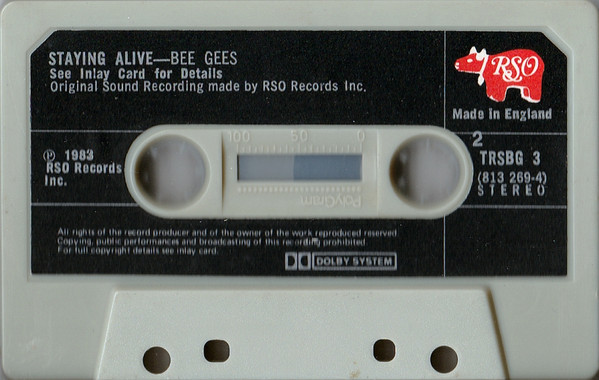 STAYING ALIVE—BEE GEES
See Inlay Card for Details
Original Sound Recording made by RSO Records Inc.
RSO
Made in England
100 50 0
PolyGram
2
TRSBG 3
(813 269-4)
STEREO
Ⓟ 1983
RSO Records
Inc.
All rights of the record producer and of the owner of the work reproduced reserved
Copying, public performances and broadcasting of this recording prohibited.
For full copyright details see inlay card.
DOLBY SYSTEM